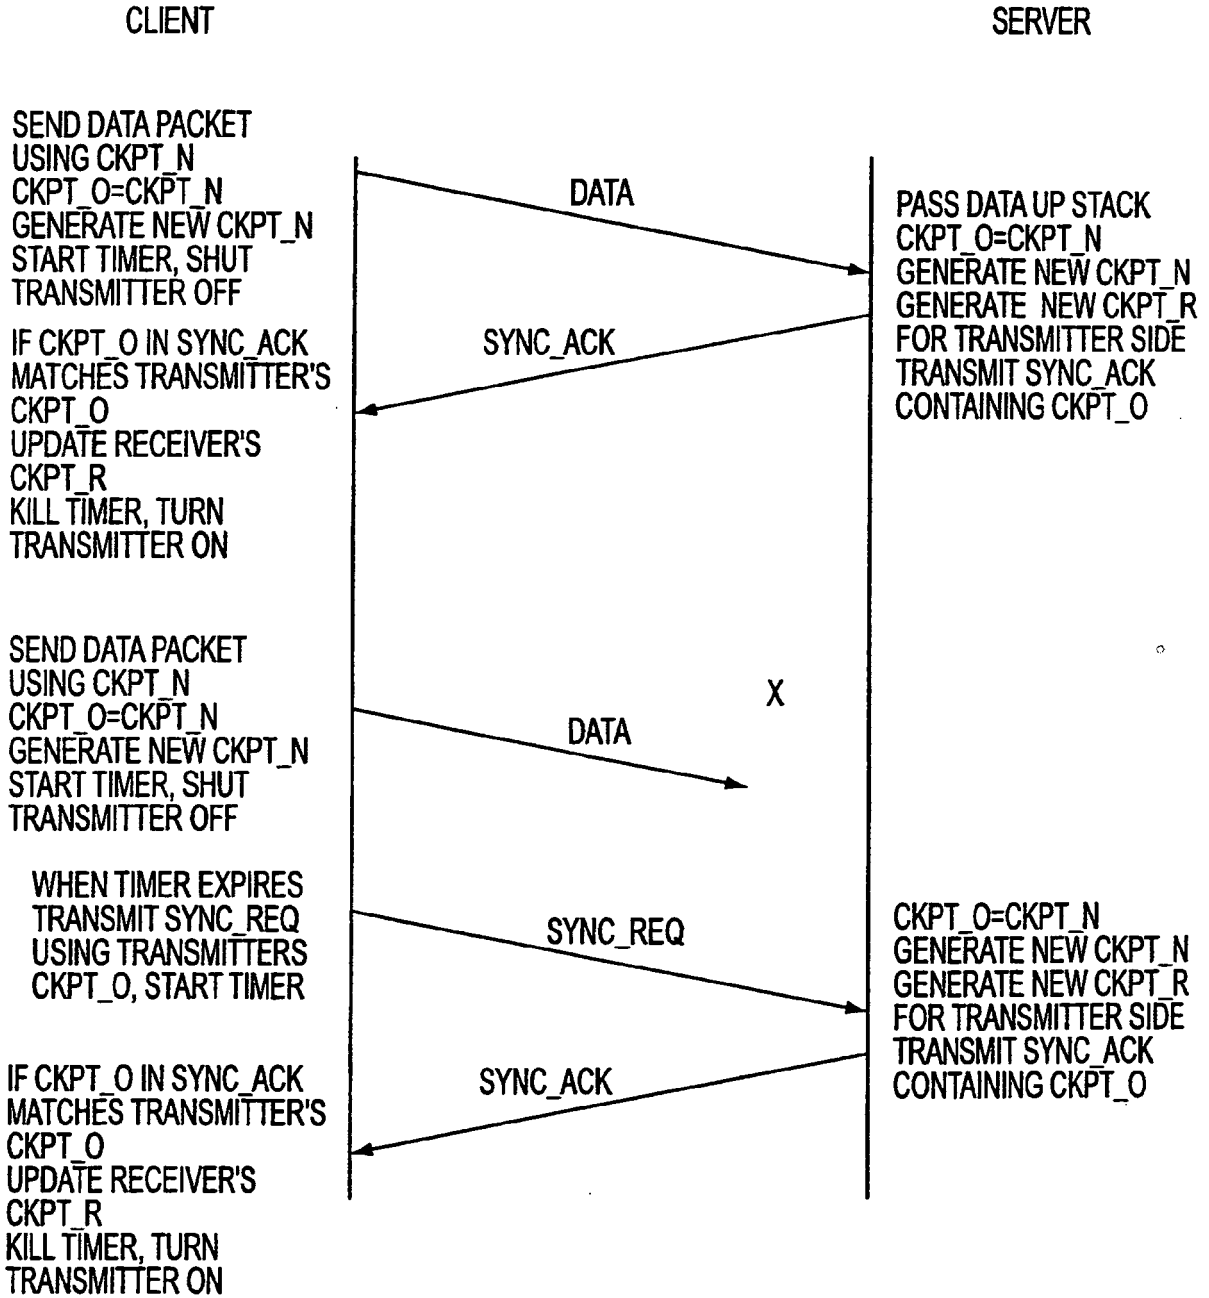 CLIENT
SERVER
SEND DATA PACKET
USING CKPT_N
CKPT_O=CKPT_N
GENERATE NEW CKPT_N
START TIMER, SHUT
TRANSMITTER OFF
DATA
PASS DATA UP STACK
CKPT_O=CKPT_N
GENERATE NEW CKPT_N
GENERATE NEW CKPT_R
FOR TRANSMITTER SIDE
TRANSMIT SYNC_ACK
CONTAINING CKPT_O
SYNC_ACK
IF CKPT_O IN SYNC_ACK
MATCHES TRANSMITTER'S
CKPT_O
UPDATE RECEIVER'S
CKPT_R
KILL TIMER, TURN
TRANSMITTER ON
SEND DATA PACKET
USING CKPT_N
CKPT_O=CKPT_N
GENERATE NEW CKPT_N
START TIMER, SHUT
TRANSMITTER OFF
DATA
X
WHEN TIMER EXPIRES
TRANSMIT SYNC_REQ
USING TRANSMITTERS
CKPT_O, START TIMER
SYNC_REQ
CKPT_O=CKPT_N
GENERATE NEW CKPT_N
GENERATE NEW CKPT_R
FOR TRANSMITTER SIDE
TRANSMIT SYNC_ACK
CONTAINING CKPT_O
SYNC_ACK
IF CKPT_O IN SYNC_ACK
MATCHES TRANSMITTER'S
CKPT_O
UPDATE RECEIVER'S
CKPT_R
KILL TIMER, TURN
TRANSMITTER ON